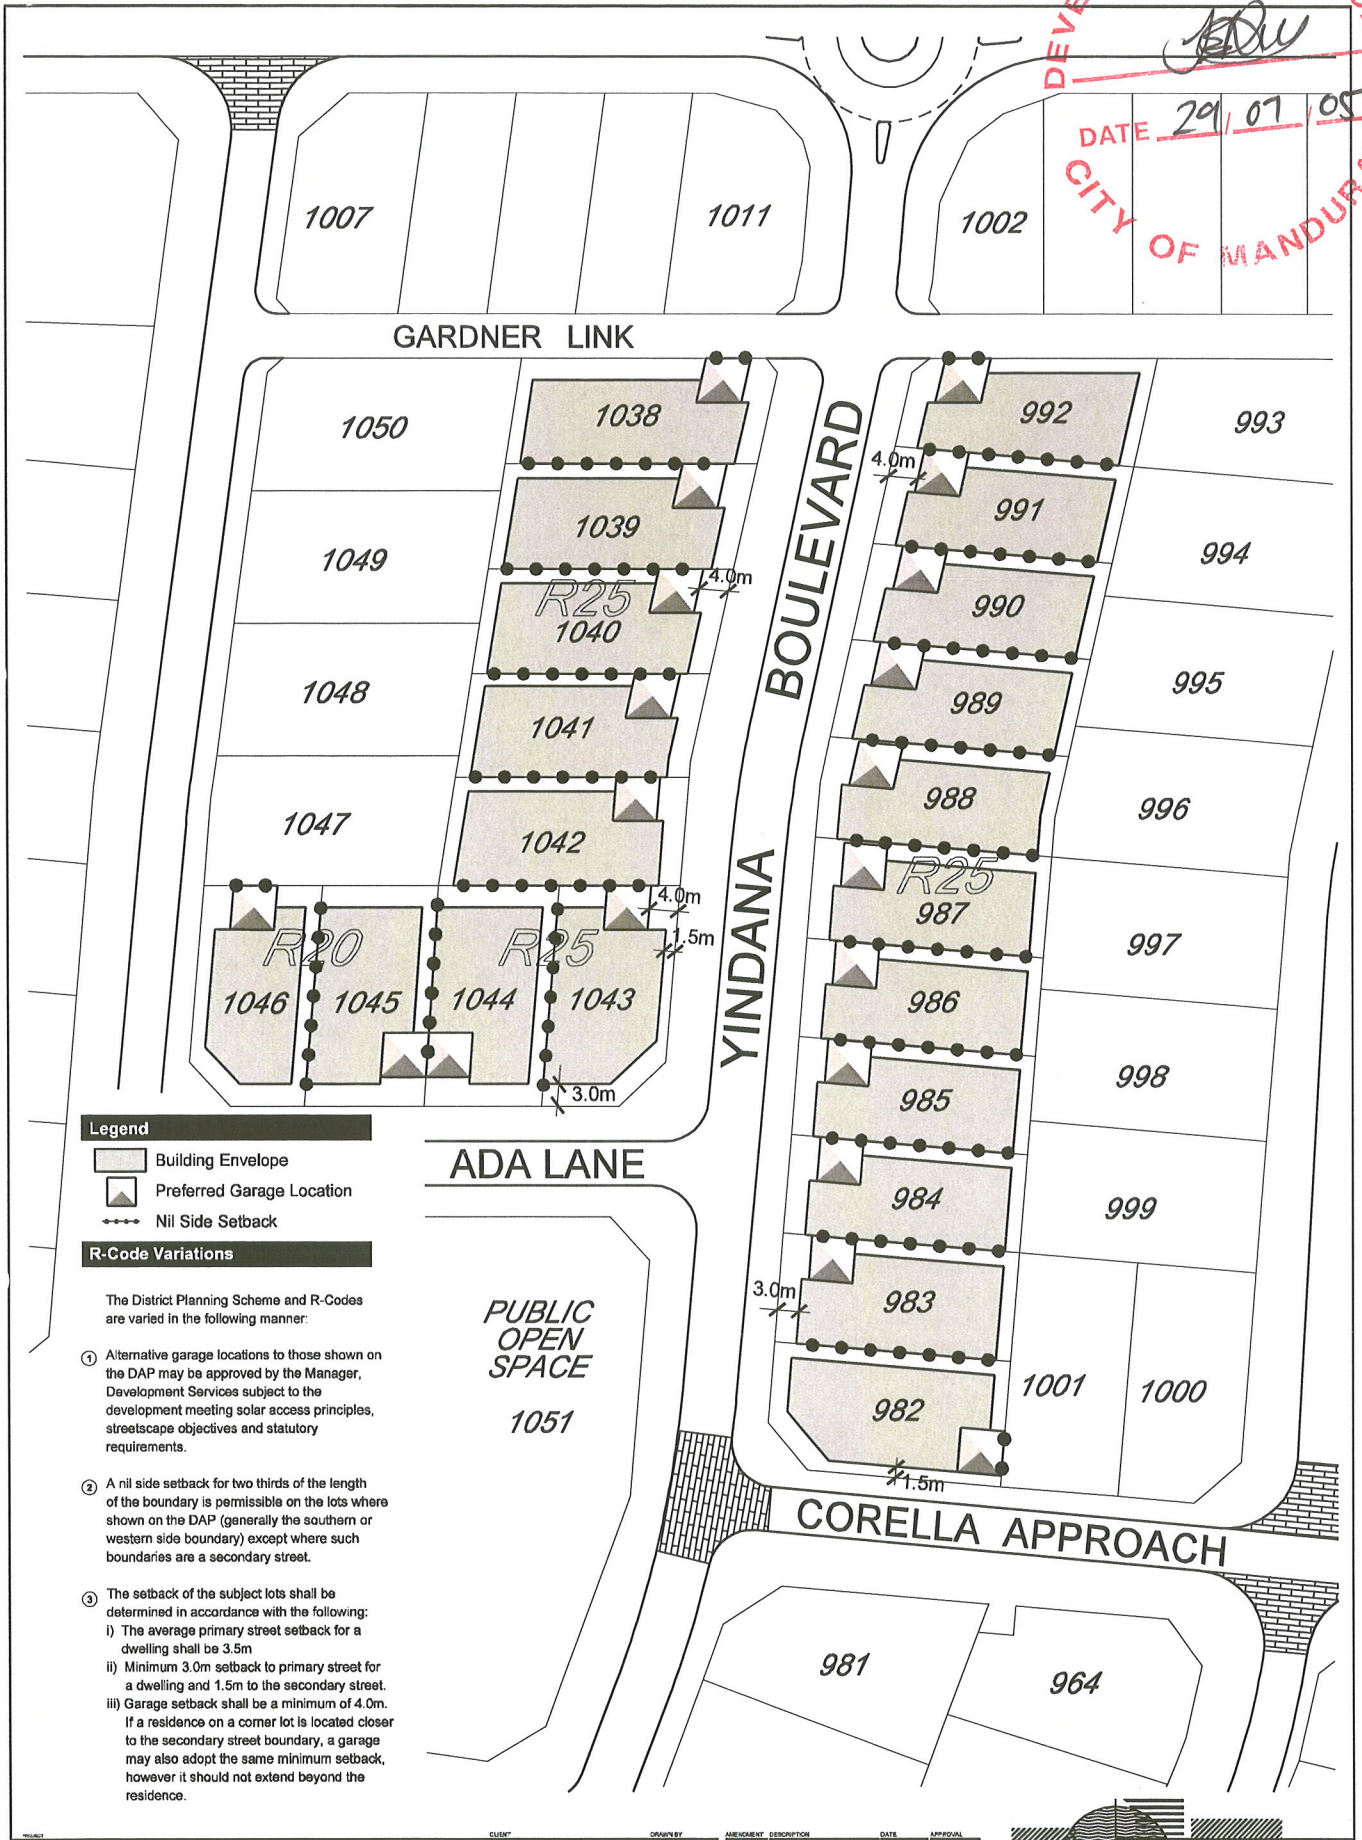 DEVE
DATE 29/07/05
CITY OF MANDURA
1007
1011
1002
GARDNER LINK
1050
1038
992
993
4.0m
1039
991
1049
994
4.0m
R25
1040
990
BOULEVARD
1048
995
1041
989
988
996
1047
1042
R25
987
4.0m
1.5m
R20
R25
997
YINDANA
1046
1045
1044
1043
986
998
985
3.0m
Legend
Building Envelope
Preferred Garage Location
Nil Side Setback
ADA LANE
984
999
R-Code Variations
The District Planning Scheme and R-Codes
are varied in the following manner:
1 Alternative garage locations to those shown on
the DAP may be approved by the Manager,
Development Services subject to the
development meeting solar access principles,
streetscape objectives and statutory
requirements.
2 A nil side setback for two thirds of the length
of the boundary is permissible on the lots where
shown on the DAP (generally the southern or
western side boundary) except where such
boundaries are a secondary street.
3 The setback of the subject lots shall be
determined in accordance with the following:
i) The average primary street setback for a
dwelling shall be 3.5m
ii) Minimum 3.0m setback to primary street for
a dwelling and 1.5m to the secondary street.
iii) Garage setback shall be a minimum of 4.0m.
If a residence on a corner lot is located closer
to the secondary street boundary, a garage
may also adopt the same minimum setback,
however it should not extend beyond the
residence.
3.0m
983
PUBLIC
OPEN
SPACE
1051
982
1001
1000
1.5m
CORELLA APPROACH
981
964
PROJECT
CLIENT
DRAWN BY
AMENDMENT DESCRIPTION
DATE
APPROVAL